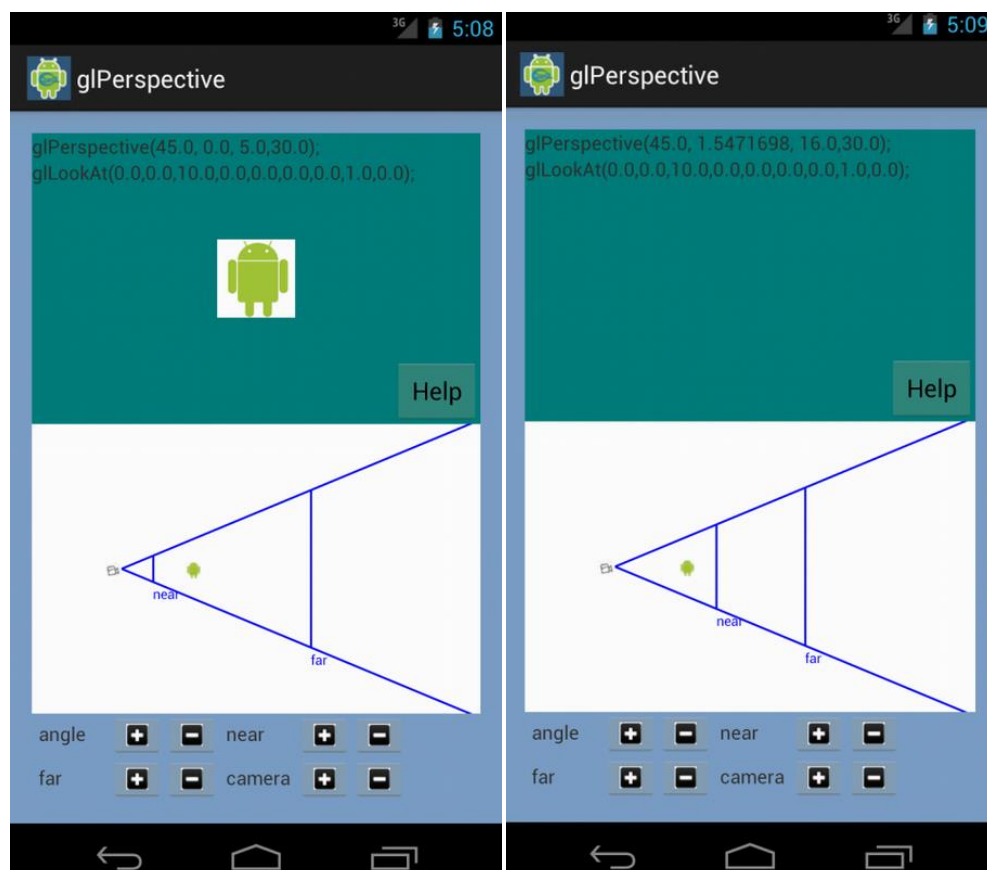 3G 5:08
glPerspective
glPerspective(45.0, 0.0, 5.0,30.0);
glLookAt(0.0,0.0,10.0,0.0,0.0,0.0,0.0,1.0,0.0);
Help
near
far
angle near
far camera
3G 5:09
glPerspective
glPerspective(45.0, 1.5471698, 16.0,30.0);
glLookAt(0.0,0.0,10.0,0.0,0.0,0.0,0.0,1.0,0.0);
Help
near
far
angle near
far camera